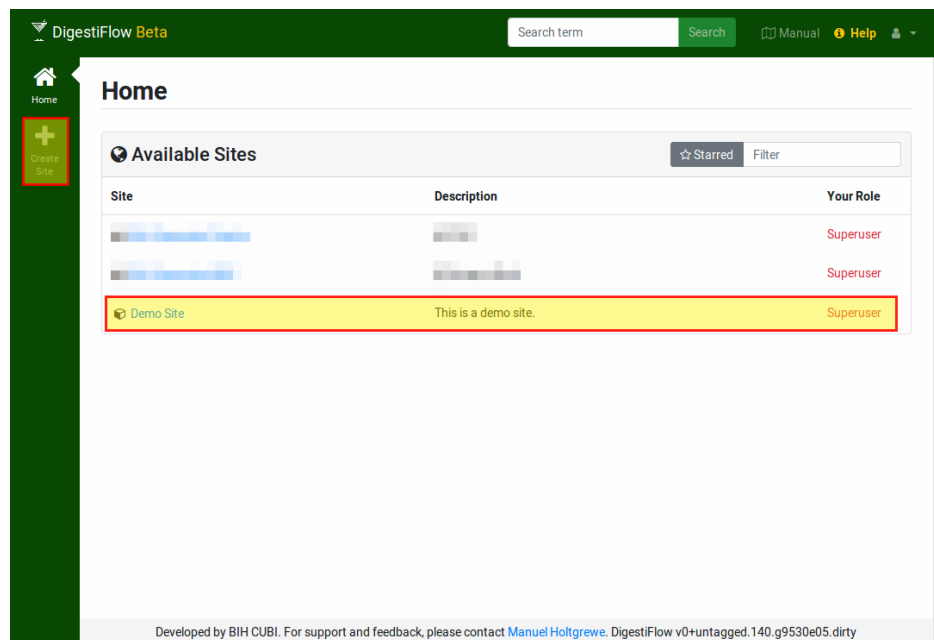 DigestiFlow Beta
Search term
Search
Manual
Help
Home
Create
Site
Home
Available Sites
Starred
Filter
Site Description Your Role
Superuser
Superuser
Demo Site This is a demo site. Superuser
Developed by BIH CUBI. For support and feedback, please contact Manuel Holtgrewe. DigestiFlow v0+untagged.140.g9530e05.dirty